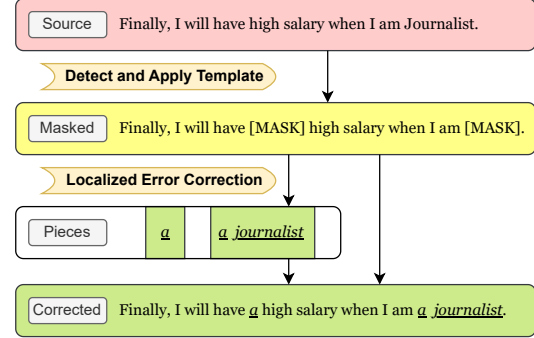 Source Finally, I will have high salary when I am Journalist.
Detect and Apply Template
Masked Finally, I will have [MASK] high salary when I am [MASK].
Localized Error Correction
Pieces a a journalist
Corrected Finally, I will have a high salary when I am a journalist.